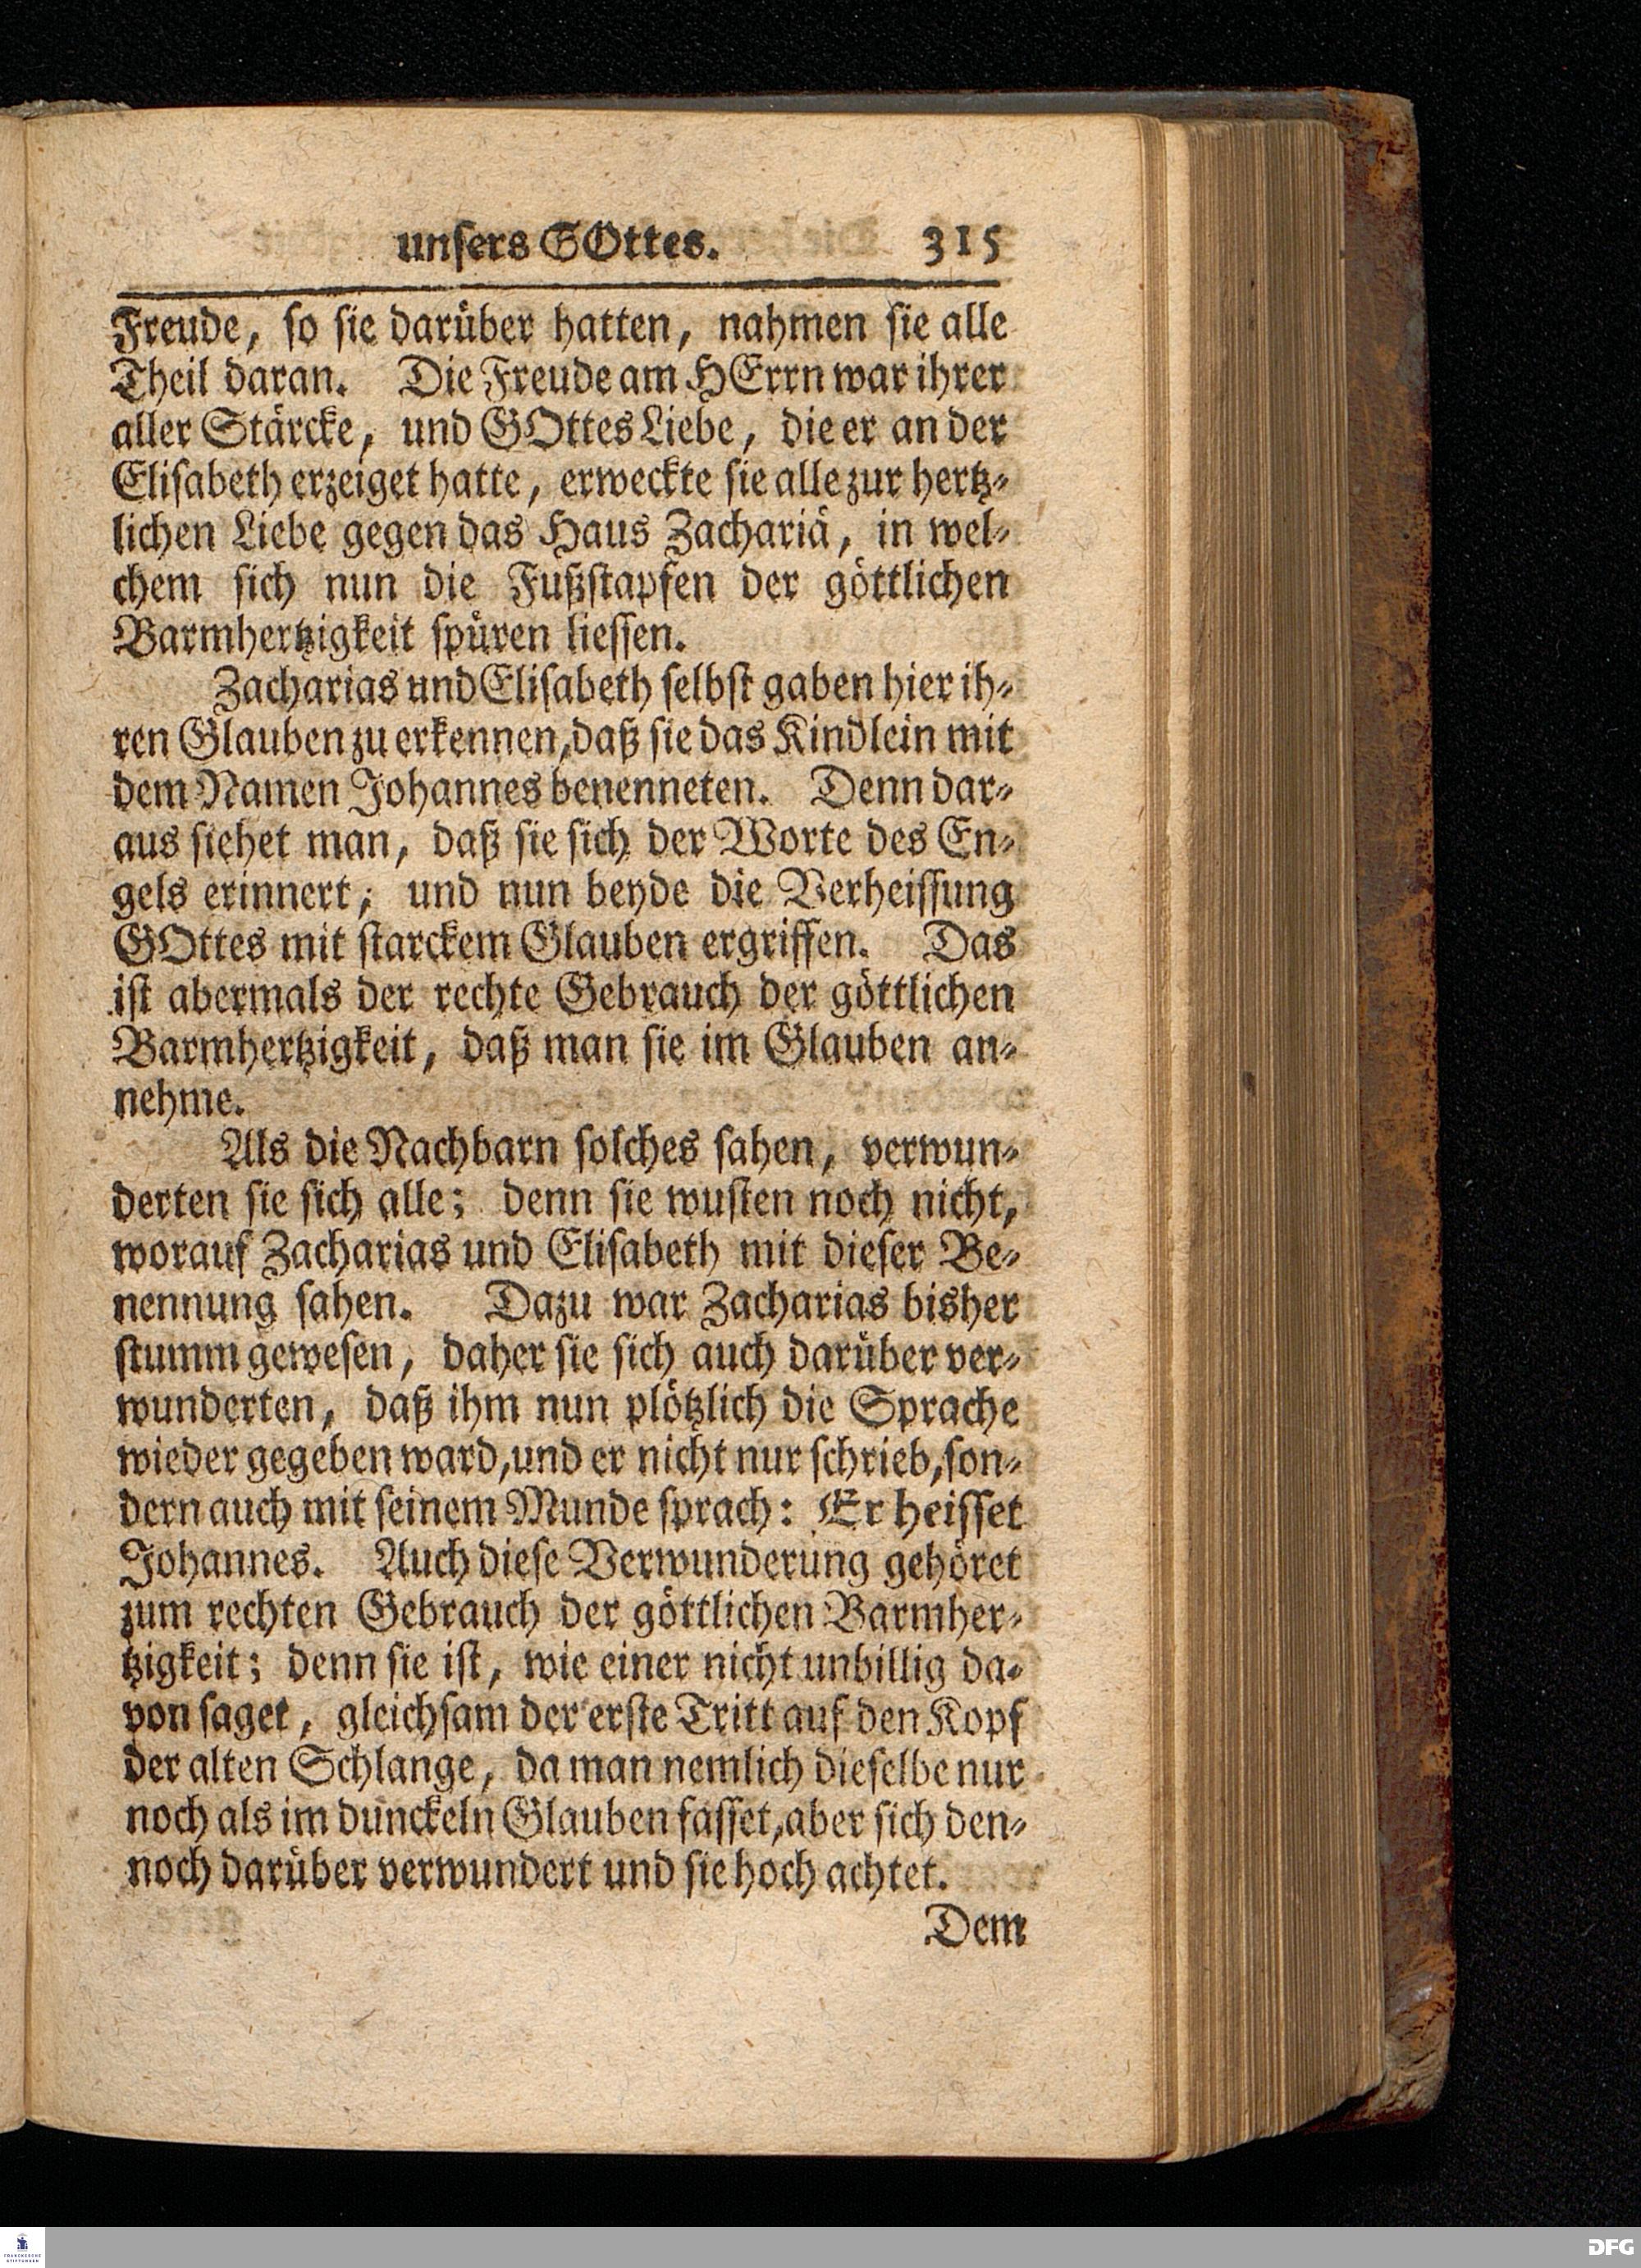 unsers GOttes. 315
Freude, so sie darüber hatten, nahmen sie alle
Theil daran. Die Freude am HErrn war ihrer
aller Stärcke, und GOttes Liebe, die er an der
Elisabeth erzeiget hatte, erweckte sie alle zur hertz-
lichen Liebe gegen das Haus Zachariä, in wel-
chem sich nun die Fußstapfen der göttlichen
Barmhertzigkeit spüren liessen.
Zacharias und Elisabeth selbst gaben hier ih-
ren Glauben zu erkennen, daß sie das Kindlein mit
dem Namen Johannes benenneten. Denn dar-
aus siehet man, daß sie sich der Worte des En-
gels erinnert, und nun beyde die Verheissung
GOttes mit starckem Glauben ergriffen. Das
ist abermals der rechte Gebrauch der göttlichen
Barmhertzigkeit, daß man sie im Glauben an-
nehme.
Als die Nachbarn solches sahen, verwun-
derten sie sich alle; denn sie wusten noch nicht,
worauf Zacharias und Elisabeth mit dieser Be-
nennung sahen. Dazu war Zacharias bisher
stumm gewesen, daher sie sich auch darüber ver-
wunderten, daß ihm nun plötzlich die Sprache
wieder gegeben ward, und er nicht nur schrieb, son-
dern auch mit seinem Munde sprach: Er heisset
Johannes. Auch diese Verwunderung gehöret
zum rechten Gebrauch der göttlichen Barmher-
tzigkeit; denn sie ist, wie einer nicht unbillig da-
von saget, gleichsam der erste Tritt auf den Kopf
der alten Schlange, da man nemlich dieselbe nur
noch als im dunckeln Glauben fasset, aber sich den-
noch darüber verwundert und sie hoch achtet.
Dem
FRANCKESCHE
STIFTUNGEN
DFG